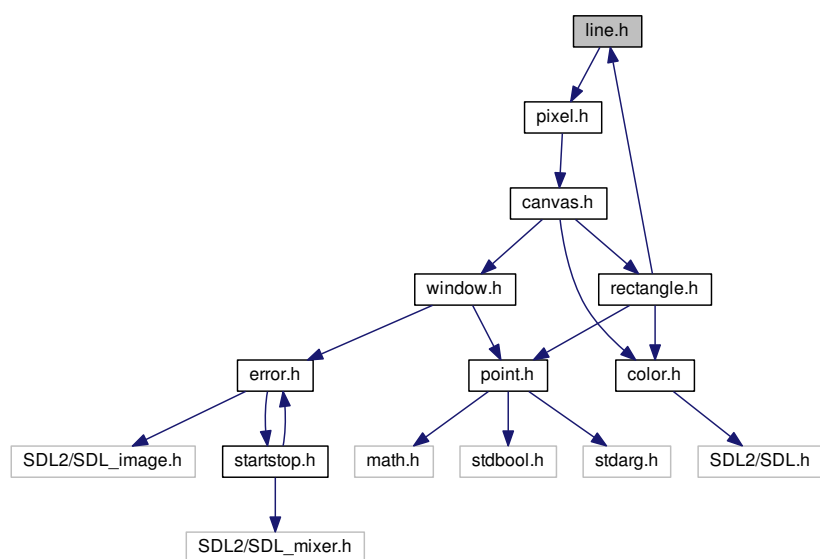 line.h
pixel.h
canvas.h
window.h
rectangle.h
error.h
point.h
color.h
SDL2/SDL_image.h
startstop.h
math.h
stdbool.h
stdarg.h
SDL2/SDL.h
SDL2/SDL_mixer.h